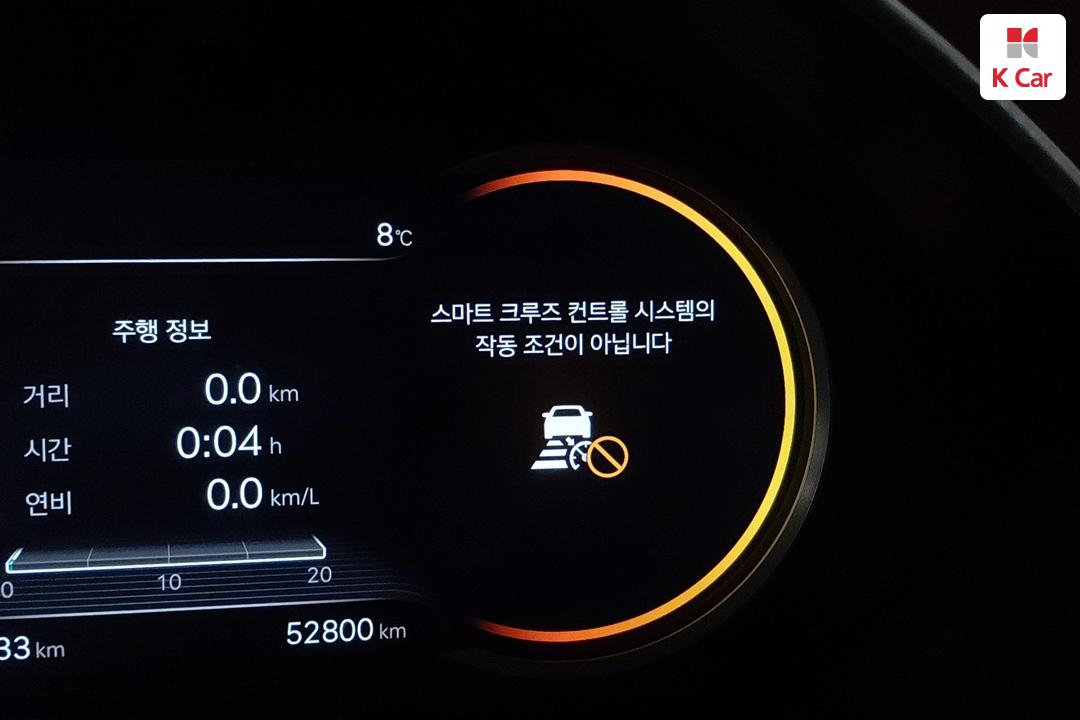 K Car
8℃
스마트 크루즈 컨트롤 시스템의
작동 조건이 아닙니다
주행 정보
거리 0.0 km
시간 0:04 h
연비 0.0 km/L
0 10 20
33 km 52800 km